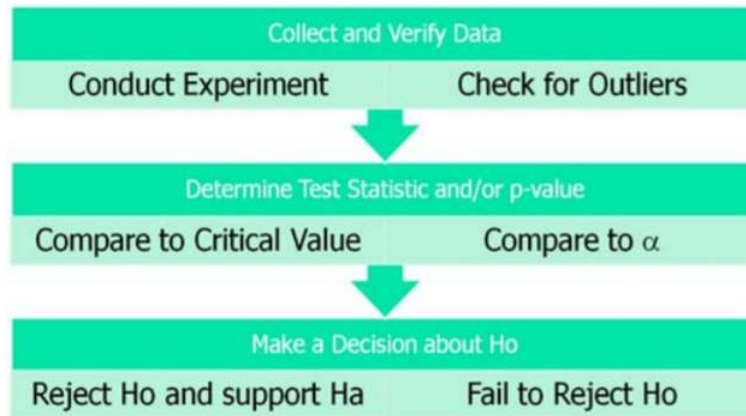 Collect and Verify Data
Conduct Experiment
Check for Outliers
Determine Test Statistic and/or p-value
Compare to Critical Value
Compare to α
Make a Decision about Ho
Reject Ho and support Ha
Fail to Reject Ho